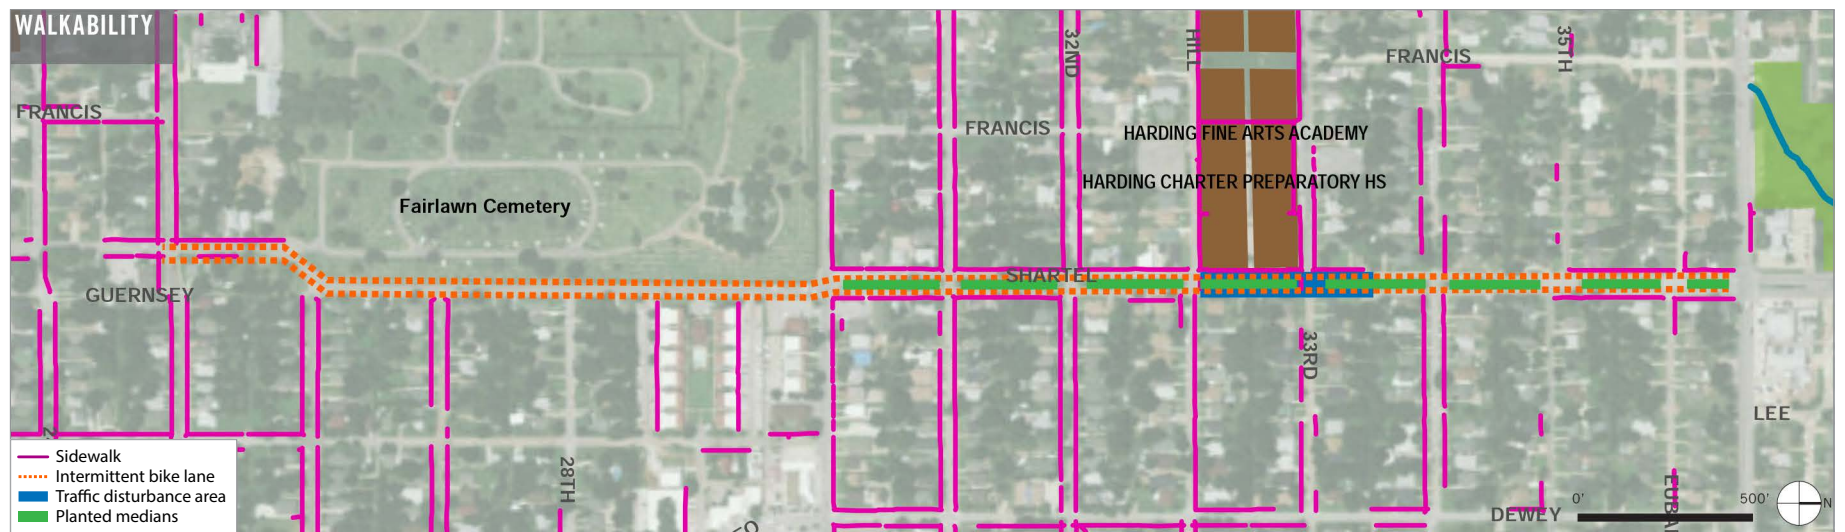 WALKABILITY
32ND
HILL
FRANCIS
35TH
FRANCIS
FRANCIS
HARDING FINE ARTS ACADEMY
HARDING CHARTER PREPARATORY HS
Fairlawn Cemetery
SHARTEL
GUERNSEY
33RD
LEE
28TH
EUBA
DEWEY
0'
500'
N
Sidewalk
Intermittent bike lane
Traffic disturbance area
Planted medians